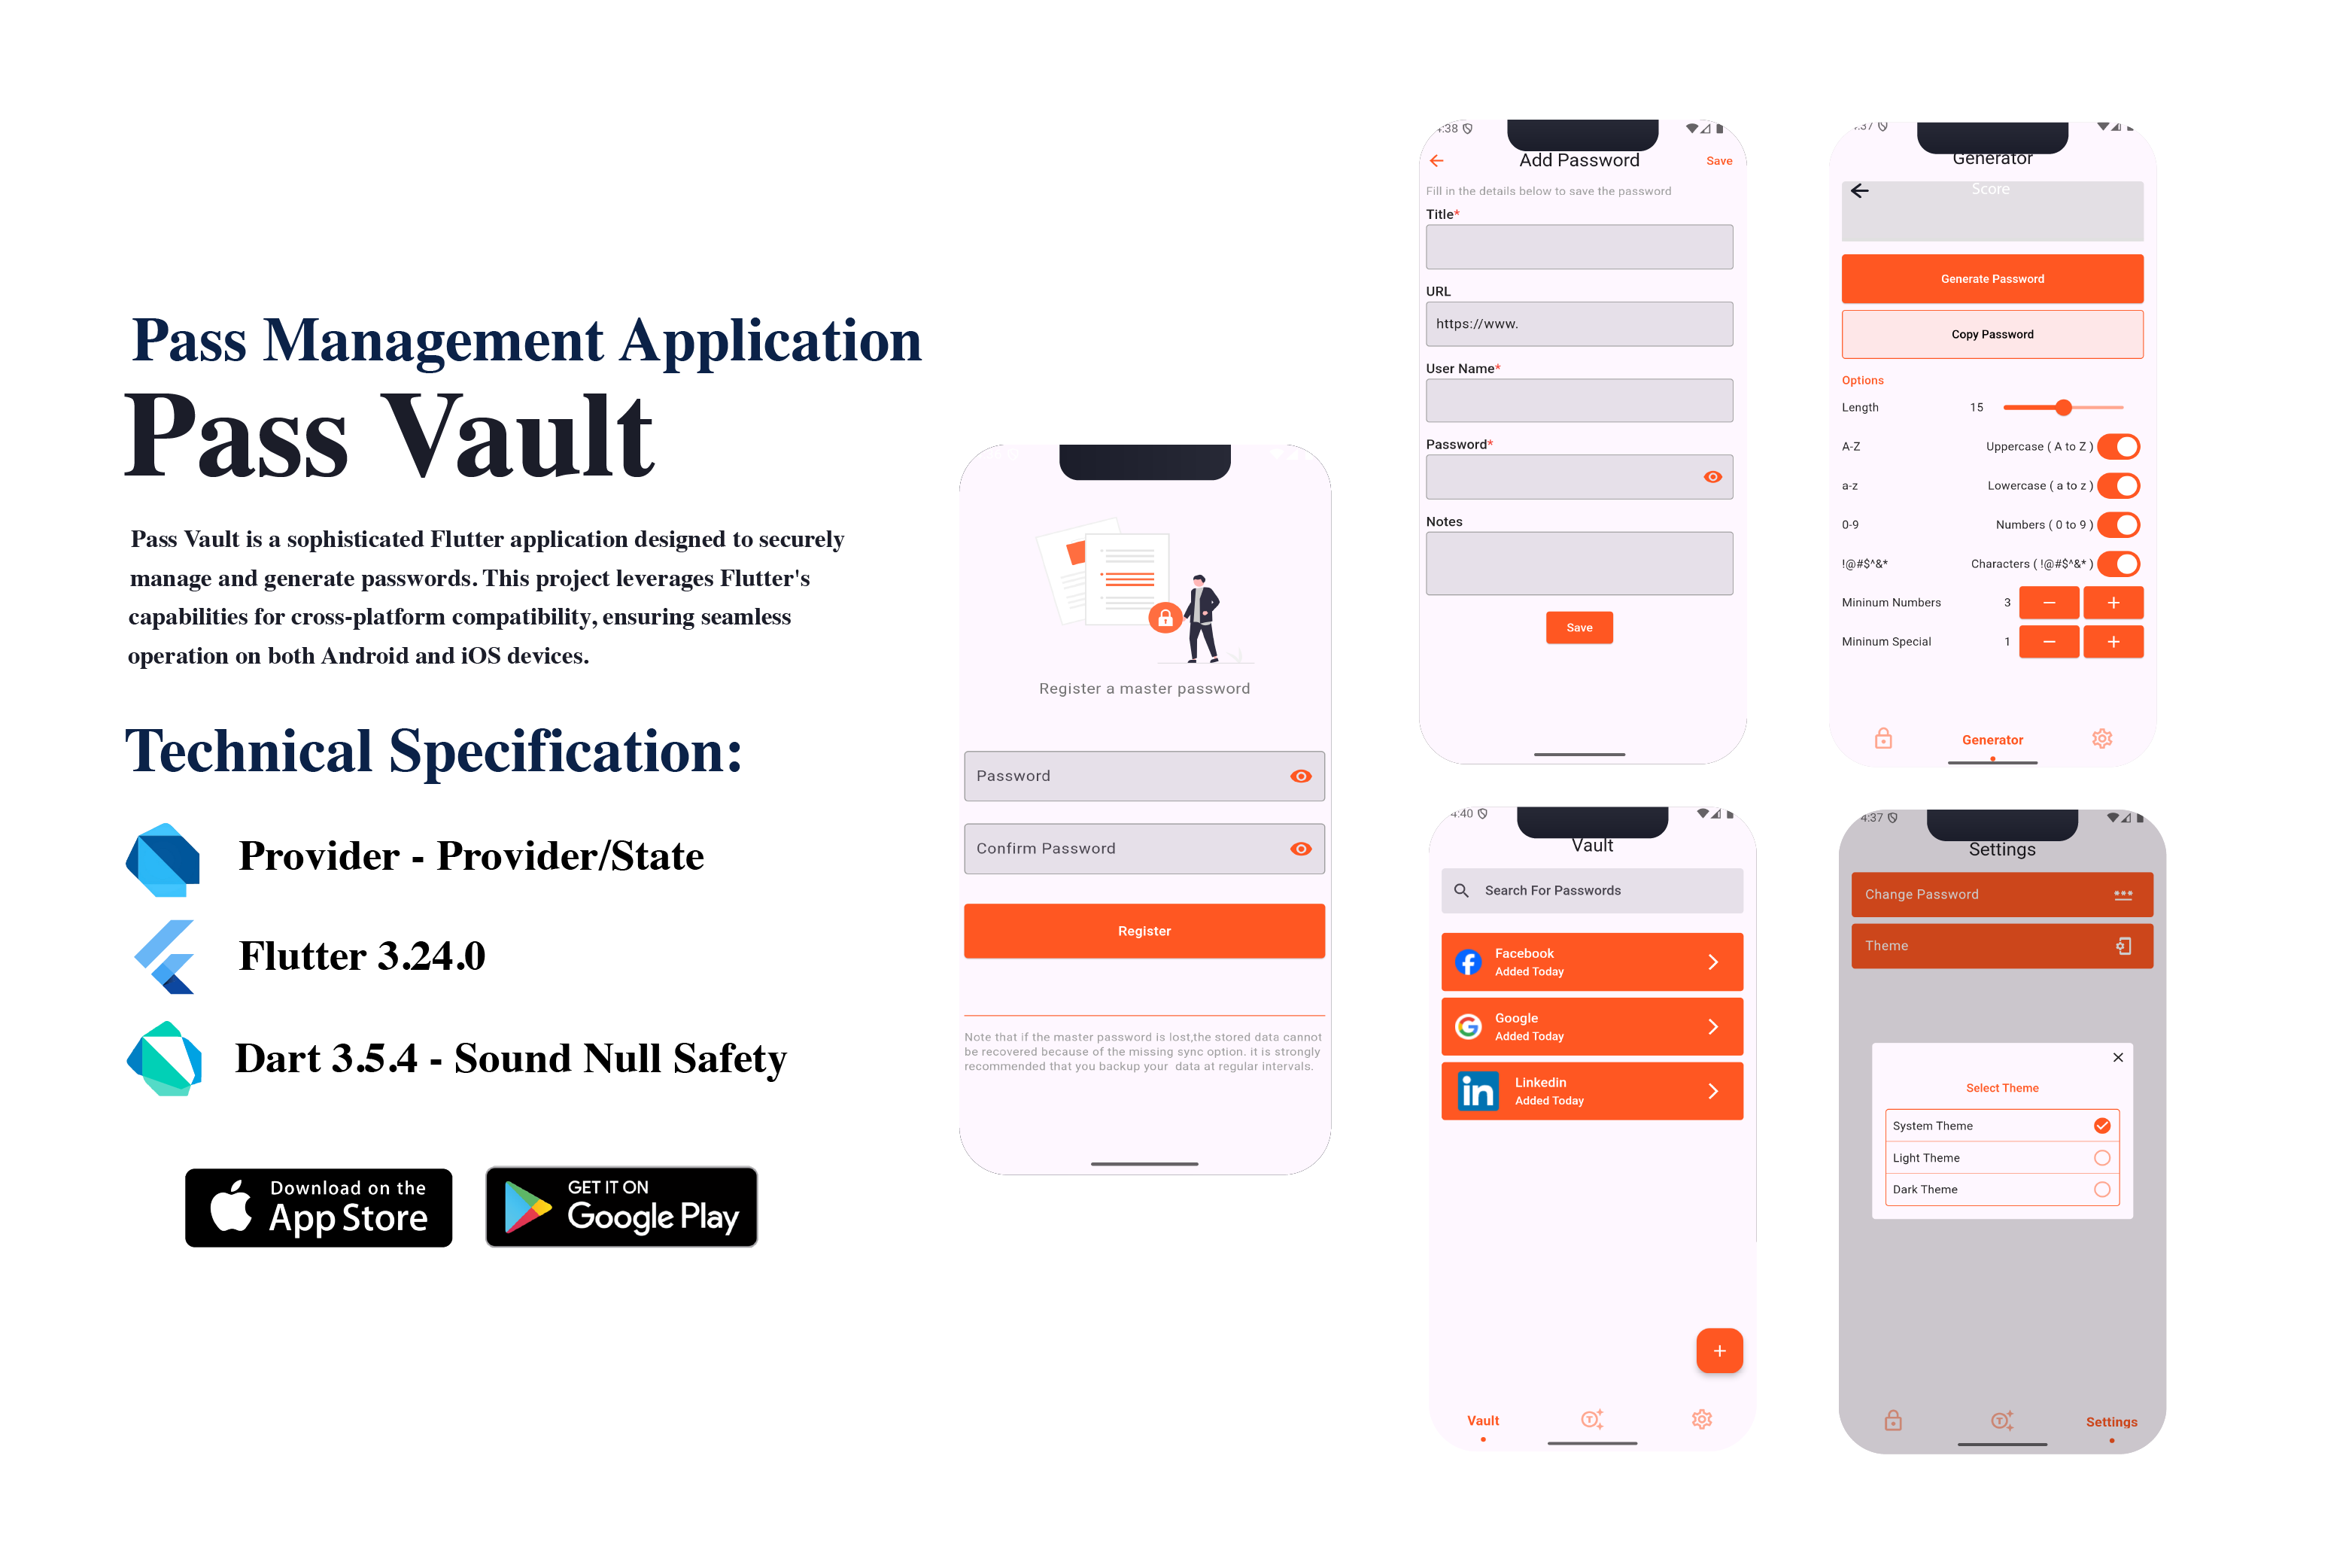 Pass Management Application
Pass Vault
Pass Vault is a sophisticated Flutter application designed to securely
manage and generate passwords. This project leverages Flutter's
capabilities for cross-platform compatibility, ensuring seamless
operation on both Android and iOS devices.
Technical Specification:
Provider - Provider/State
Flutter 3.24.0
Dart 3.5.4 - Sound Null Safety
Download on the
App Store
GET IT ON
Google Play
Register a master password
Password
Confirm Password
Register
Note that if the master password is lost,the stored data cannot
be recovered because of the missing sync option. it is strongly
recommended that you backup your data at regular intervals.
:38
Add Password
Save
Fill in the details below to save the password
Title*
URL
https://www.
User Name*
Password*
Notes
Save
:37
Generator
Score
Generate Password
Copy Password
Options
Length 15
A-Z Uppercase ( A to Z )
a-z Lowercase ( a to z )
0-9 Numbers ( 0 to 9 )
!@#$^&* Characters ( !@#$^&* )
Mininum Numbers 3 − +
Mininum Special 1 − +
Generator
4:40
Vault
Search For Passwords
Facebook
Added Today
Google
Added Today
in
Linkedin
Added Today
+
Vault
4:37
Settings
Change Password
Theme
Select Theme
System Theme
Light Theme
Dark Theme
Settings